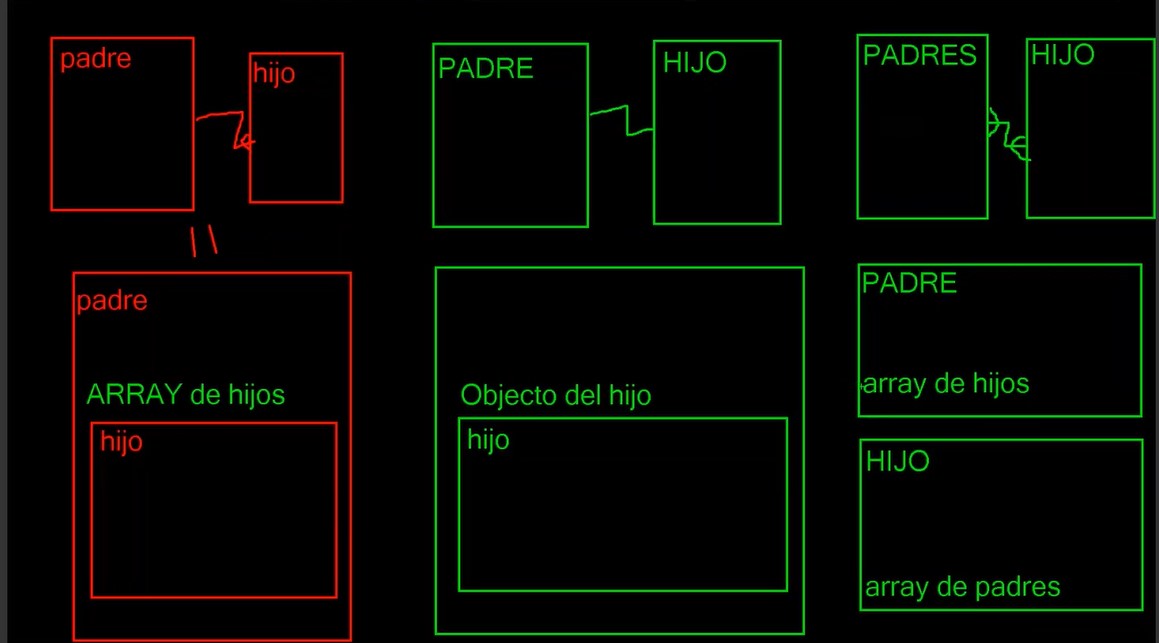 padre
hijo
PADRE
HIJO
PADRES
HIJO
padre
ARRAY de hijos
hijo
Objecto del hijo
hijo
PADRE
array de hijos
HIJO
array de padres